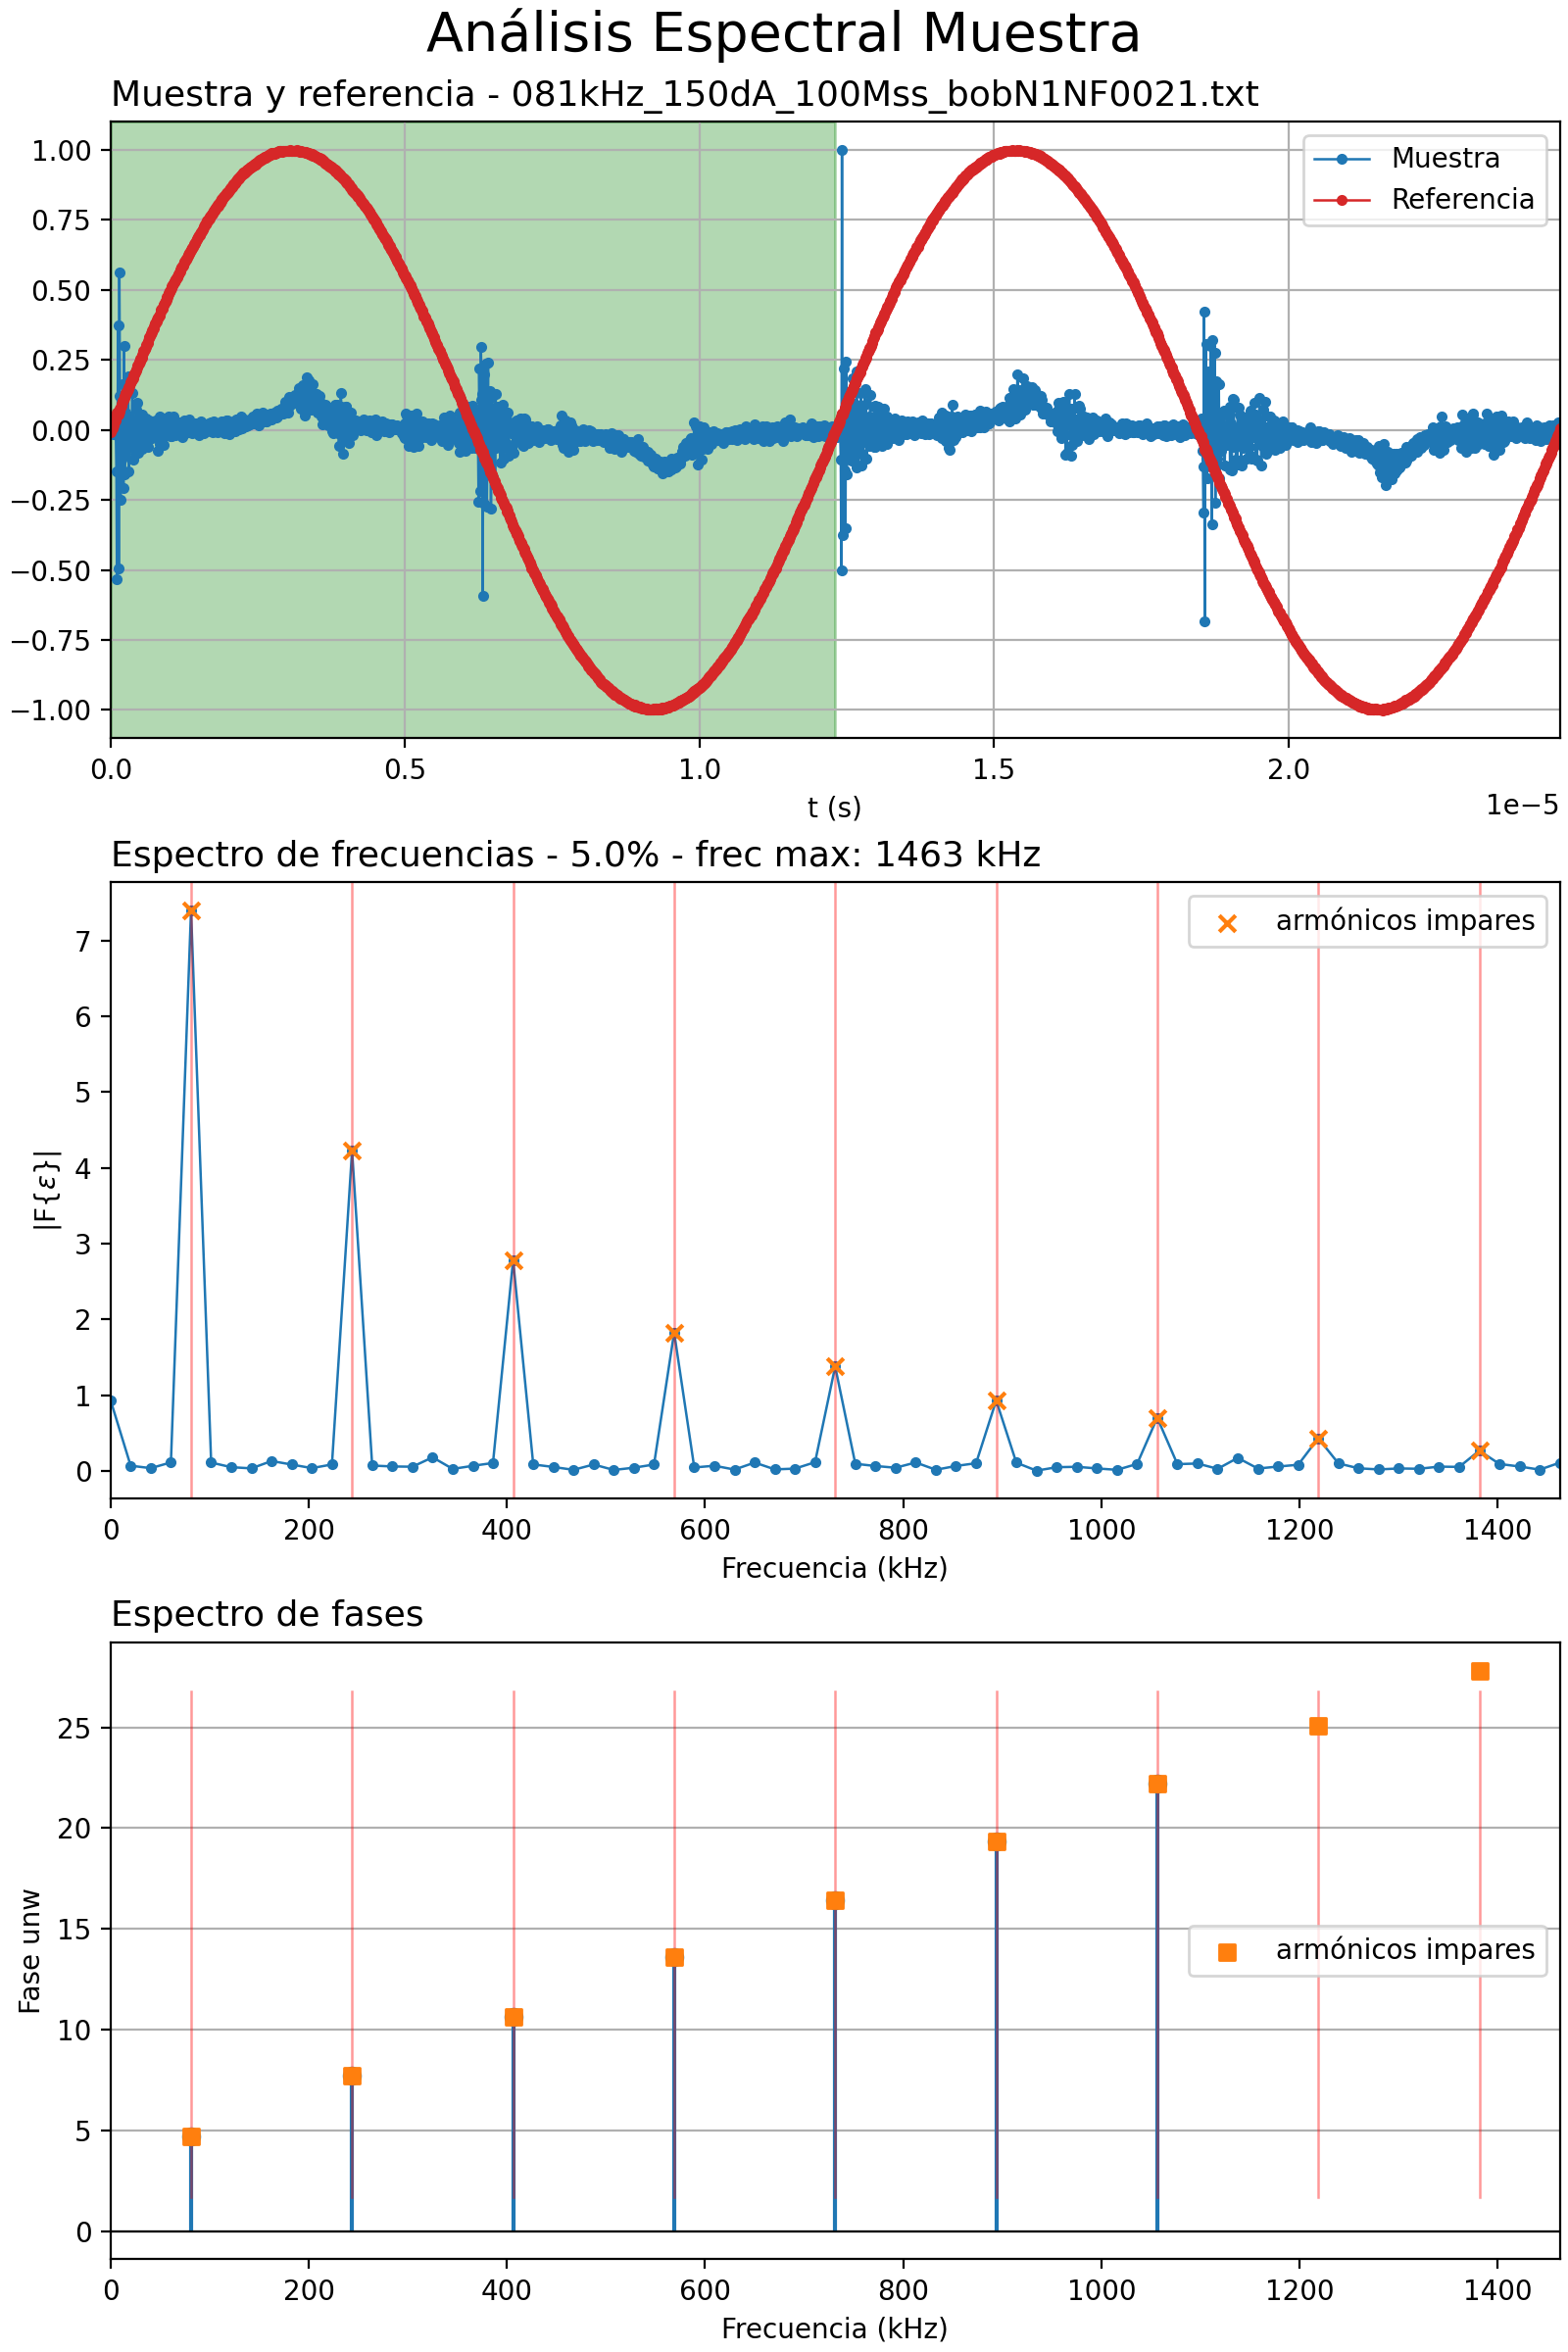 Análisis Espectral Muestra
Muestra y referencia - 081kHz_150dA_100Mss_bobN1NF0021.txt
1.00
0.75
0.50
0.25
0.00
−0.25
−0.50
−0.75
−1.00
Muestra
Referencia
0.0 0.5 1.0 1.5 2.0
t (s)
1e−5
Espectro de frecuencias - 5.0% - frec max: 1463 kHz
|F{ε}|
7
6
5
4
3
2
1
0
armónicos impares
0 200 400 600 800 1000 1200 1400
Frecuencia (kHz)
Espectro de fases
Fase unw
25
20
15
10
5
0
armónicos impares
0 200 400 600 800 1000 1200 1400
Frecuencia (kHz)